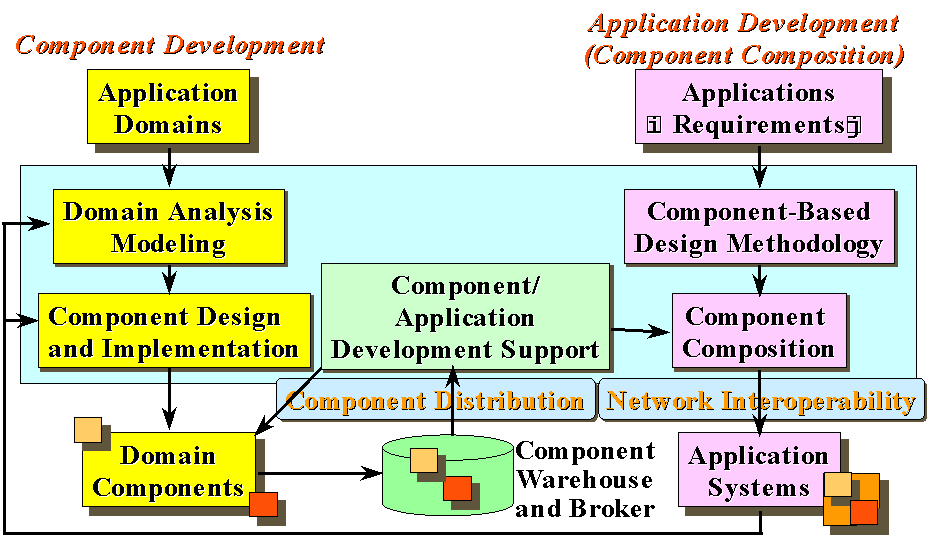 Component Development
Application Development
(Component Composition)
Application
Domains
Applications
Requirements
Domain Analysis
Modeling
Component-Based
Design Methodology
Component Design
and Implementation
Component/
Application
Development Support
Component
Composition
Component Distribution
Network Interoperability
Domain
Components
Component
Warehouse
and Broker
Application
Systems